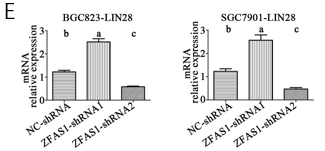 E
BGC823-LIN28
SGC7901-LIN28
mRNA
relative expression
3
2
1
0
b
a
c
NC-shRNA
ZFAS1-shRNA1
ZFAS1-shRNA2
mRNA
relative expression
3
2
1
0
b
a
c
NC-shRNA
ZFAS1-shRNA1
ZFAS1-shRNA2